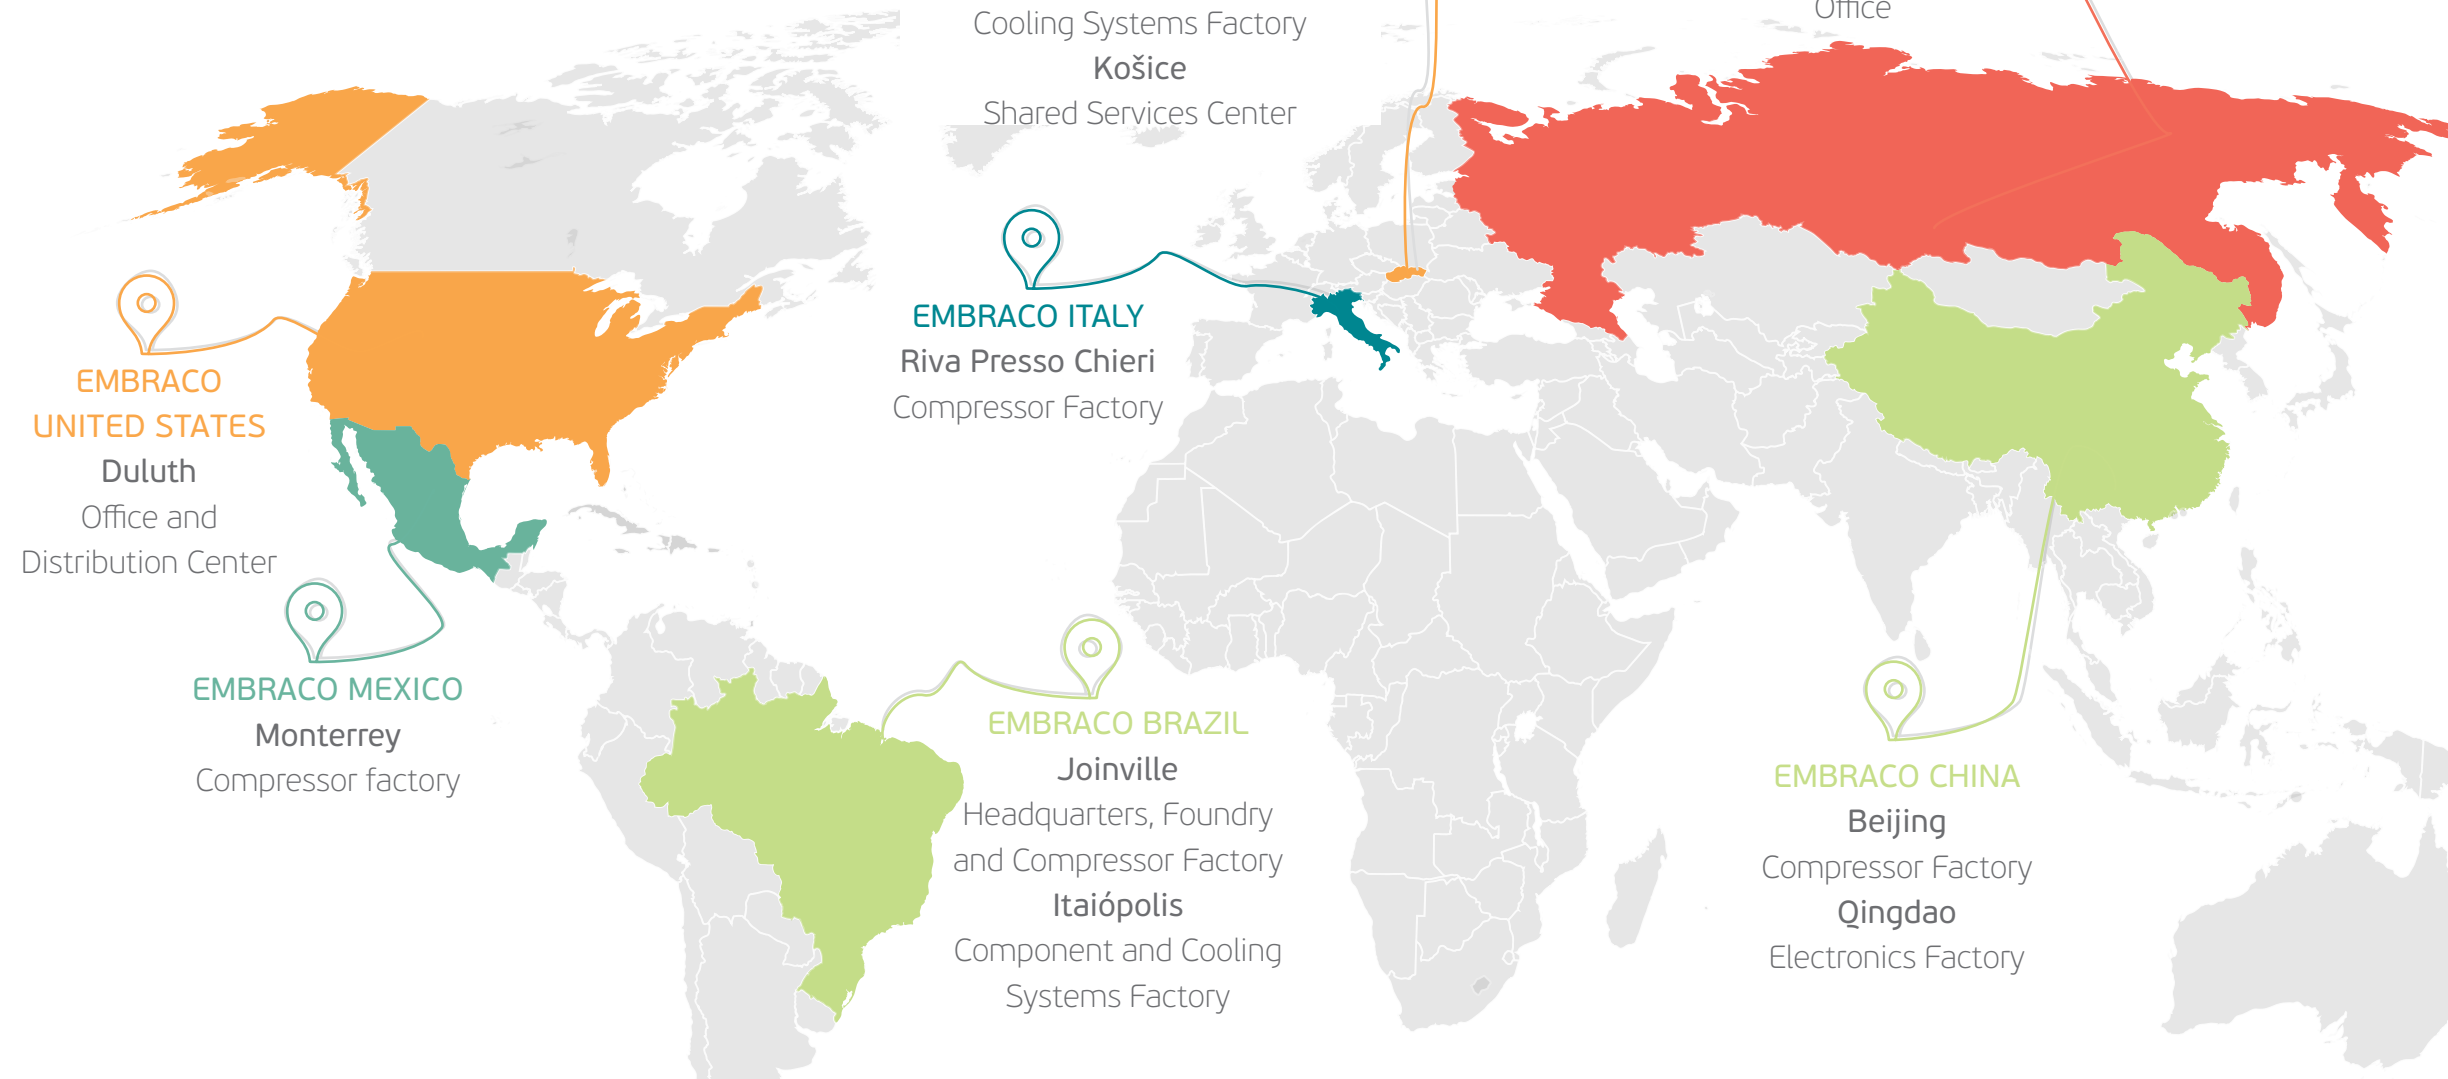 Cooling Systems Factory
Košice
Shared Services Center
Office
EMBRACO
UNITED STATES
Duluth
Office and
Distribution Center
EMBRACO MEXICO
Monterrey
Compressor factory
EMBRACO ITALY
Riva Presso Chieri
Compressor Factory
EMBRACO BRAZIL
Joinville
Headquarters, Foundry
and Compressor Factory
Itaiópolis
Component and Cooling
Systems Factory
EMBRACO CHINA
Beijing
Compressor Factory
Qingdao
Electronics Factory